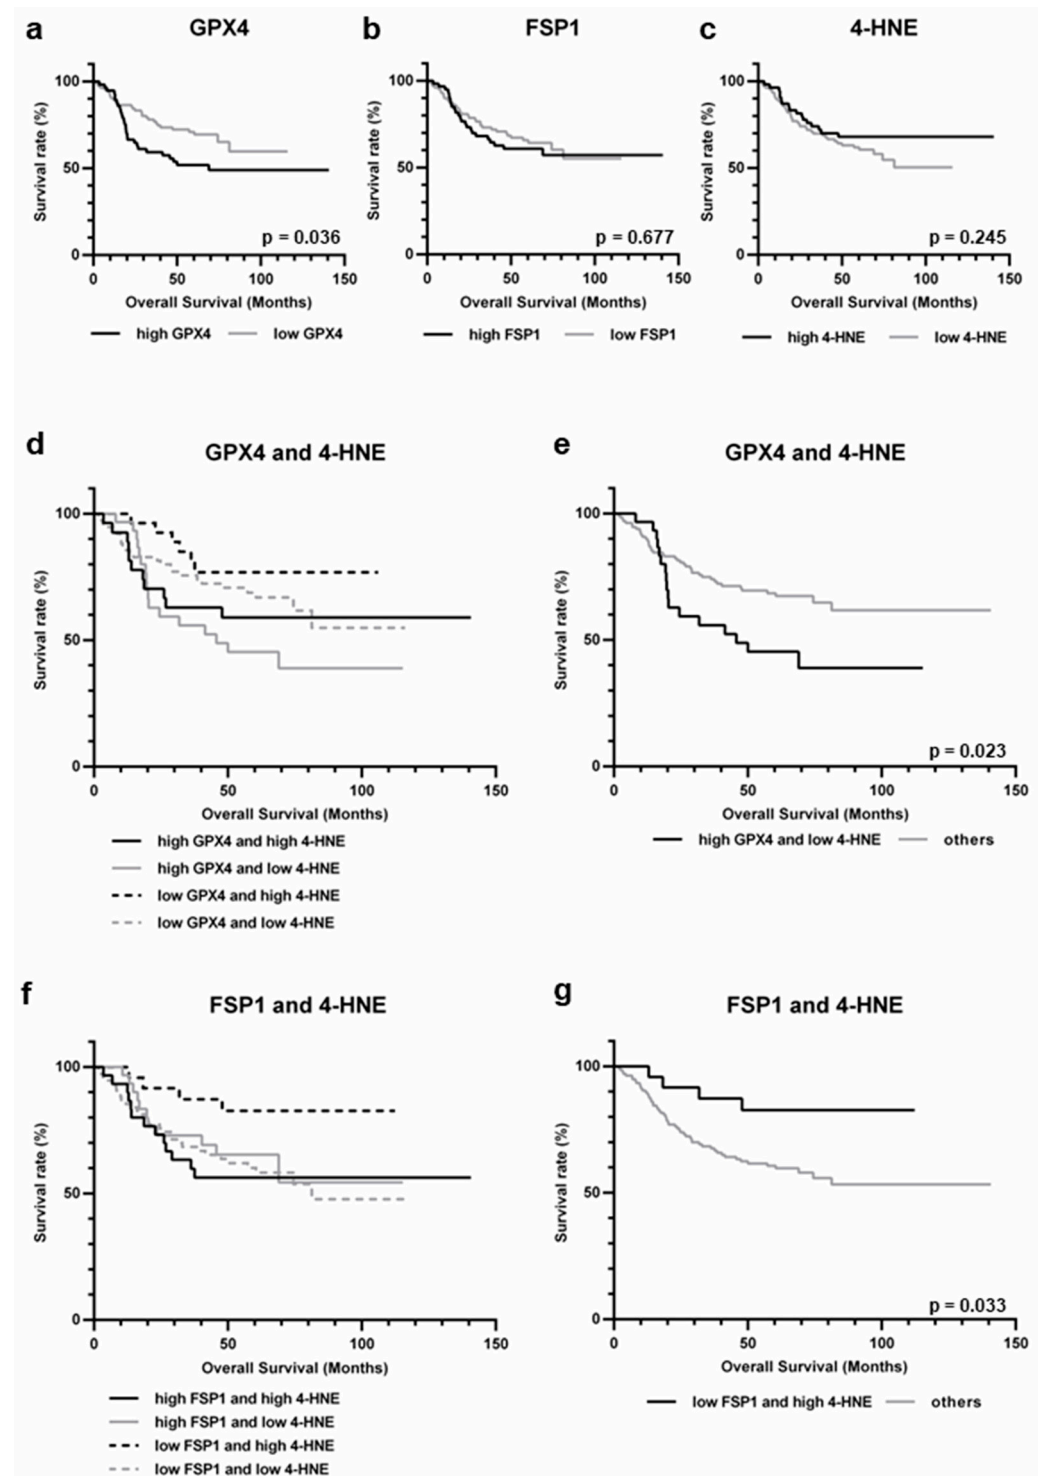 a
GPX4
100
50
0
Survival rate (%)
p = 0.036
0 50 100 150
Overall Survival (Months)
high GPX4 low GPX4
b
FSP1
100
50
0
Survival rate (%)
p = 0.677
0 50 100 150
Overall Survival (Months)
high FSP1 low FSP1
c
4-HNE
100
50
0
Survival rate (%)
p = 0.245
0 50 100 150
Overall Survival (Months)
high 4-HNE low 4-HNE
d
GPX4 and 4-HNE
100
50
0
Survival rate (%)
0 50 100 150
Overall Survival (Months)
high GPX4 and high 4-HNE
high GPX4 and low 4-HNE
low GPX4 and high 4-HNE
low GPX4 and low 4-HNE
e
GPX4 and 4-HNE
100
50
0
Survival rate (%)
p = 0.023
0 50 100 150
Overall Survival (Months)
high GPX4 and low 4-HNE others
f
FSP1 and 4-HNE
100
50
0
Survival rate (%)
0 50 100 150
Overall Survival (Months)
high FSP1 and high 4-HNE
high FSP1 and low 4-HNE
low FSP1 and high 4-HNE
low FSP1 and low 4-HNE
g
FSP1 and 4-HNE
100
50
0
Survival rate (%)
p = 0.033
0 50 100 150
Overall Survival (Months)
low FSP1 and high 4-HNE others